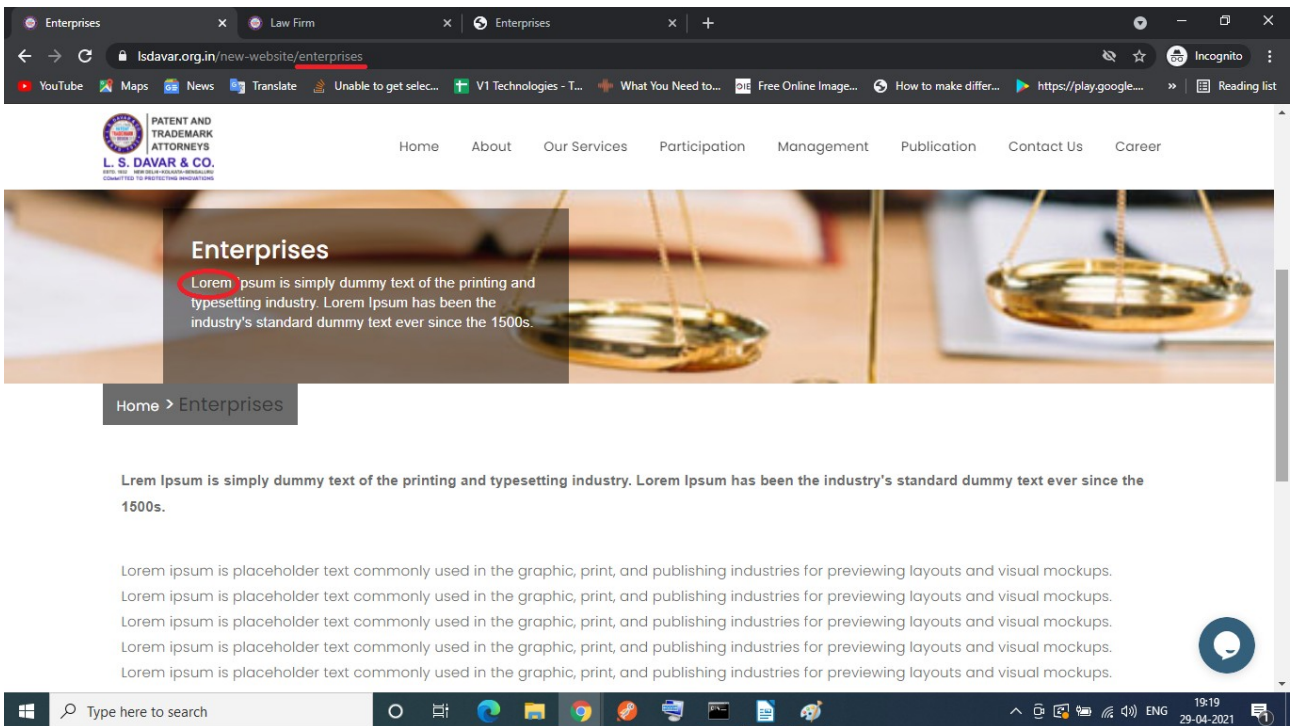 Enterprises
Law Firm
Enterprises
lsdavar.org.in/new-website/enterprises
Incognito
YouTube
Maps
News
Translate
Unable to get selec...
V1 Technologies - T...
What You Need to...
Free Online Image...
How to make differ...
https://play.google....
»
Reading list
PATENT AND
TRADEMARK
ATTORNEYS
L. S. DAVAR & CO.
ESTD. 1932 NEW DELHI-KOLKATA-BENGALURU
COMMITTED TO PROTECTING INNOVATIONS
Home About Our Services Participation Management Publication Contact Us Career
Enterprises
Lorem Ipsum is simply dummy text of the printing and
typesetting industry. Lorem Ipsum has been the
industry's standard dummy text ever since the 1500s.
Home > Enterprises
Lrem Ipsum is simply dummy text of the printing and typesetting industry. Lorem Ipsum has been the industry's standard dummy text ever since the
1500s.
Lorem ipsum is placeholder text commonly used in the graphic, print, and publishing industries for previewing layouts and visual mockups.
Lorem ipsum is placeholder text commonly used in the graphic, print, and publishing industries for previewing layouts and visual mockups.
Lorem ipsum is placeholder text commonly used in the graphic, print, and publishing industries for previewing layouts and visual mockups.
Lorem ipsum is placeholder text commonly used in the graphic, print, and publishing industries for previewing layouts and visual mockups.
Lorem ipsum is placeholder text commonly used in the graphic, print, and publishing industries for previewing layouts and visual mockups.
Type here to search
ENG
19:19
29-04-2021
1